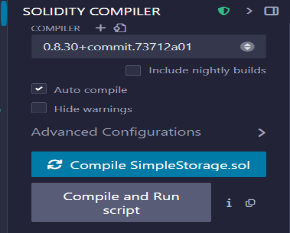 SOLIDITY COMPILER
COMPILER
0.8.30+commit.73712a01
Include nightly builds
Auto compile
Hide warnings
Advanced Configurations
Compile SimpleStorage.sol
Compile and Run
script